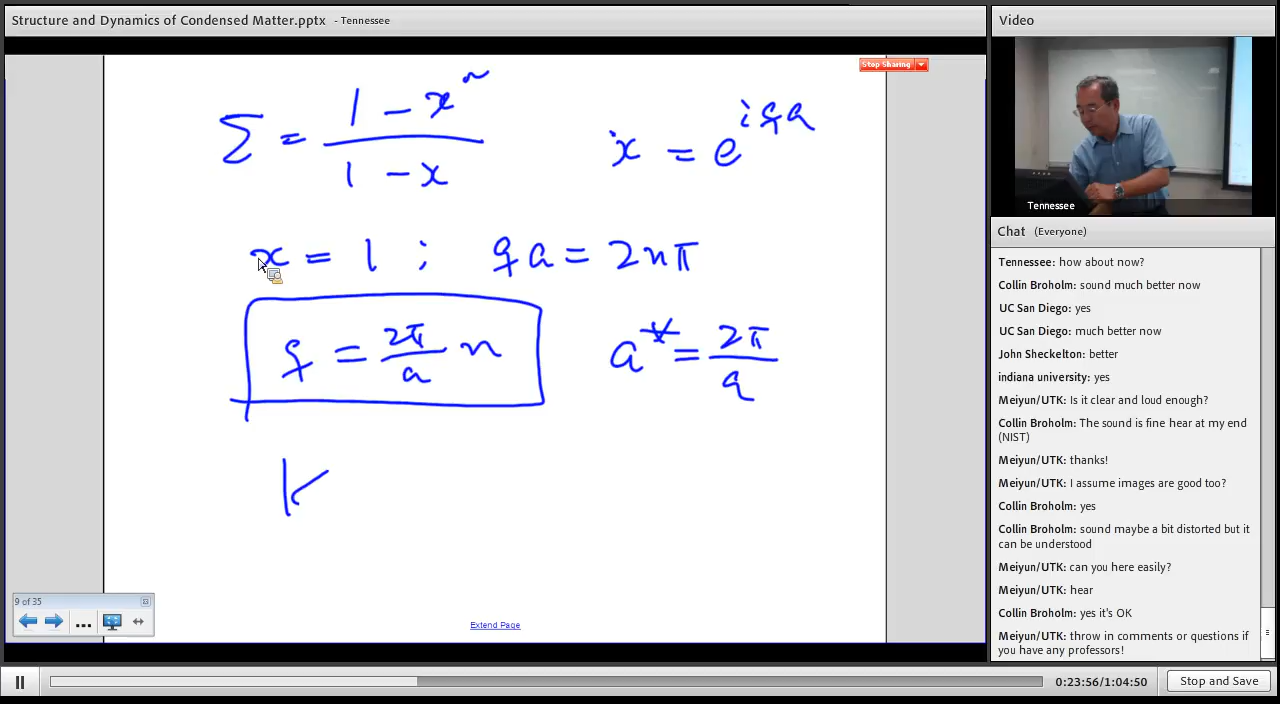 Structure and Dynamics of Condensed Matter.pptx - Tennessee
Stop Sharing
Σ = 1 - x^n / 1 - x    x = e^iqa
x = 1 ;    qa = 2nπ
q = 2π/a n    a* = 2π/a
9 of 35
...
Extend Page
Video
Tennessee
Chat (Everyone)
Tennessee: how about now?
Collin Broholm: sound much better now
UC San Diego: yes
UC San Diego: much better now
John Sheckelton: better
indiana university: yes
Meiyun/UTK: Is it clear and loud enough?
Collin Broholm: The sound is fine hear at my end
(NIST)
Meiyun/UTK: thanks!
Meiyun/UTK: I assume images are good too?
Collin Broholm: yes
Collin Broholm: sound maybe a bit distorted but it
can be understood
Meiyun/UTK: can you here easily?
Meiyun/UTK: hear
Collin Broholm: yes it's OK
Meiyun/UTK: throw in comments or questions if
you have any professors!
0:23:56/1:04:50
Stop and Save